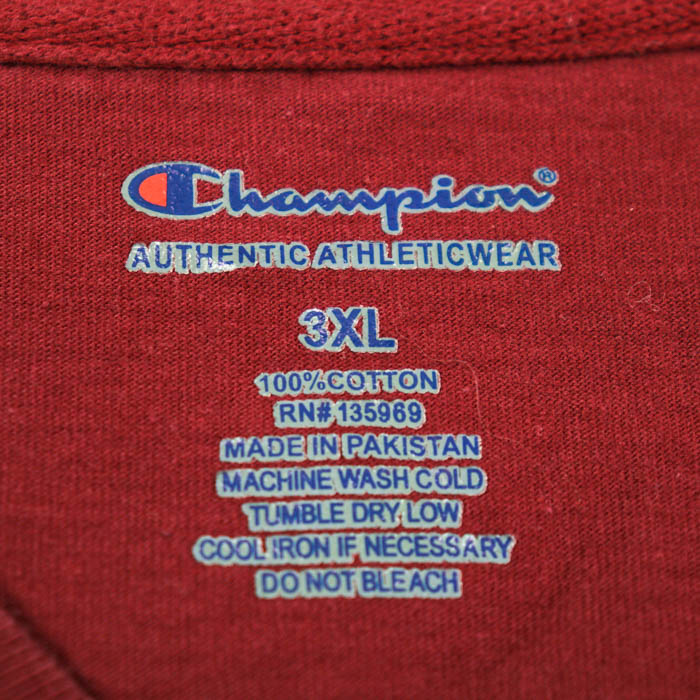 Champion®
AUTHENTIC ATHLETICWEAR
3XL
100% COTTON
RN# 135969
MADE IN PAKISTAN
MACHINE WASH COLD
TUMBLE DRY LOW
COOL IRON IF NECESSARY
DO NOT BLEACH